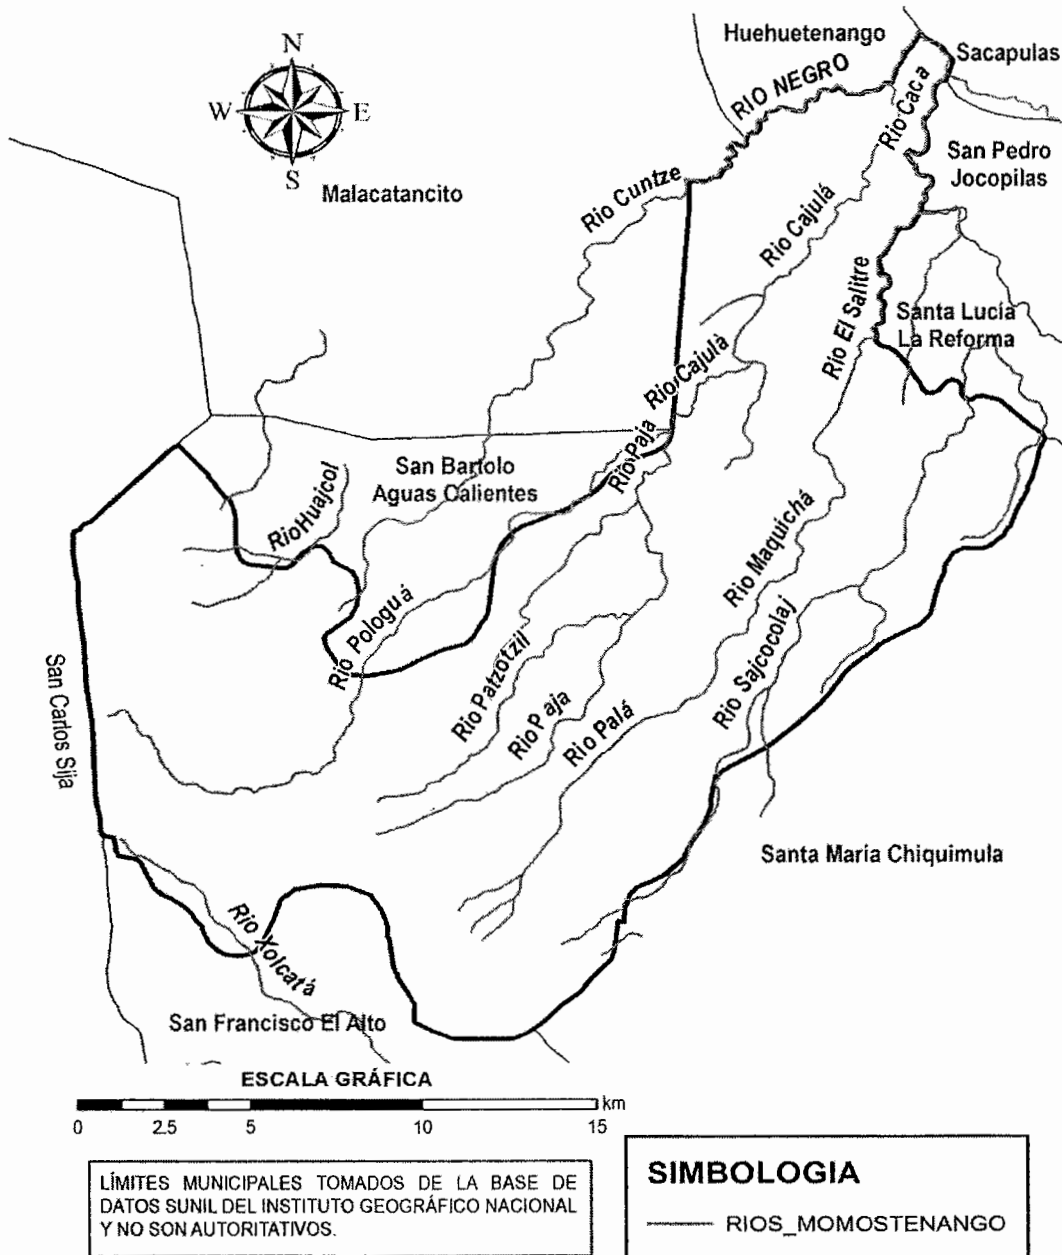 Huehuetenango
Sacapulas
RIO NEGRO
Rio Caca
N
W
E
S
San Pedro
Jocopilas
Malacatancito
Rio Cuntze
Rio Cajulá
Rio El Salitre
Santa Lucía
La Reforma
Rio Cajulà
Rio Paja
San Bartolo
Aguas Calientes
Rio Huajcol
Rio Maquichá
Rio Pologuá
Rio Sajcocolaj
Rio Patzótzil
San Carlos Sija
Rio Paja
Rio Palá
Santa María Chiquimula
Rio Xolcatá
San Francisco El Alto
ESCALA GRÁFICA
km
0 2.5 5 10 15
LÍMITES MUNICIPALES TOMADOS DE LA BASE DE
DATOS SUNIL DEL INSTITUTO GEOGRÁFICO NACIONAL
Y NO SON AUTORITATIVOS.
SIMBOLOGIA
RIOS_MOMOSTENANGO